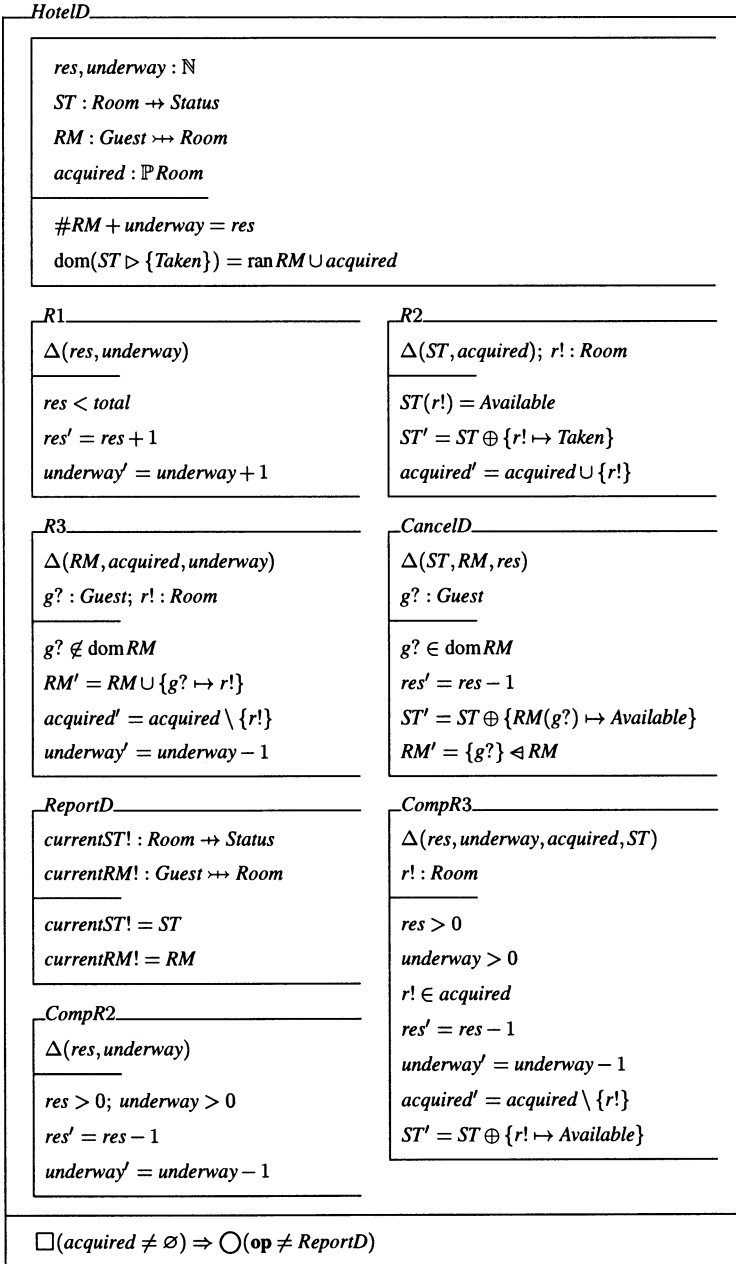 HotelD
res, underway : ℕ
ST : Room ⇸ Status
RM : Guest ⤔ Room
acquired : ℙ Room
#RM + underway = res
dom(ST ▷ {Taken}) = ran RM ∪ acquired
R1
Δ(res, underway)
res < total
res′ = res + 1
underway′ = underway + 1
R2
Δ(ST, acquired); r! : Room
ST(r!) = Available
ST′ = ST ⊕ {r! ↦ Taken}
acquired′ = acquired ∪ {r!}
R3
Δ(RM, acquired, underway)
g? : Guest; r! : Room
g? ∉ dom RM
RM′ = RM ∪ {g? ↦ r!}
acquired′ = acquired \ {r!}
underway′ = underway − 1
CancelD
Δ(ST, RM, res)
g? : Guest
g? ∈ dom RM
res′ = res − 1
ST′ = ST ⊕ {RM(g?) ↦ Available}
RM′ = {g?} ⩤ RM
ReportD
currentST! : Room ⇸ Status
currentRM! : Guest ⤔ Room
currentST! = ST
currentRM! = RM
CompR2
Δ(res, underway)
res > 0; underway > 0
res′ = res − 1
underway′ = underway − 1
CompR3
Δ(res, underway, acquired, ST)
r! : Room
res > 0
underway > 0
r! ∈ acquired
res′ = res − 1
underway′ = underway − 1
acquired′ = acquired \ {r!}
ST′ = ST ⊕ {r! ↦ Available}
□(acquired ≠ ∅) ⇒ ◯(op ≠ ReportD)